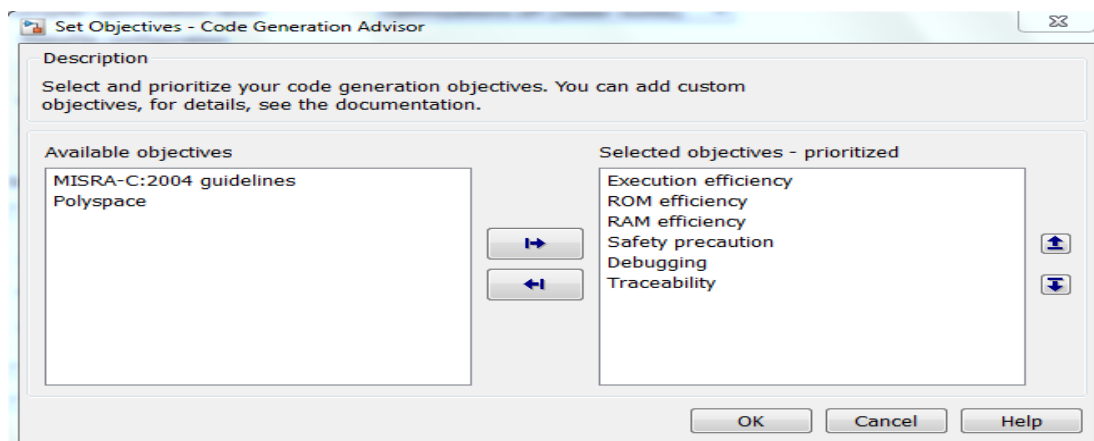 Set Objectives - Code Generation Advisor
Description
Select and prioritize your code generation objectives. You can add custom
objectives, for details, see the documentation.
Available objectives
MISRA-C:2004 guidelines
Polyspace
Selected objectives - prioritized
Execution efficiency
ROM efficiency
RAM efficiency
Safety precaution
Debugging
Traceability
OK
Cancel
Help